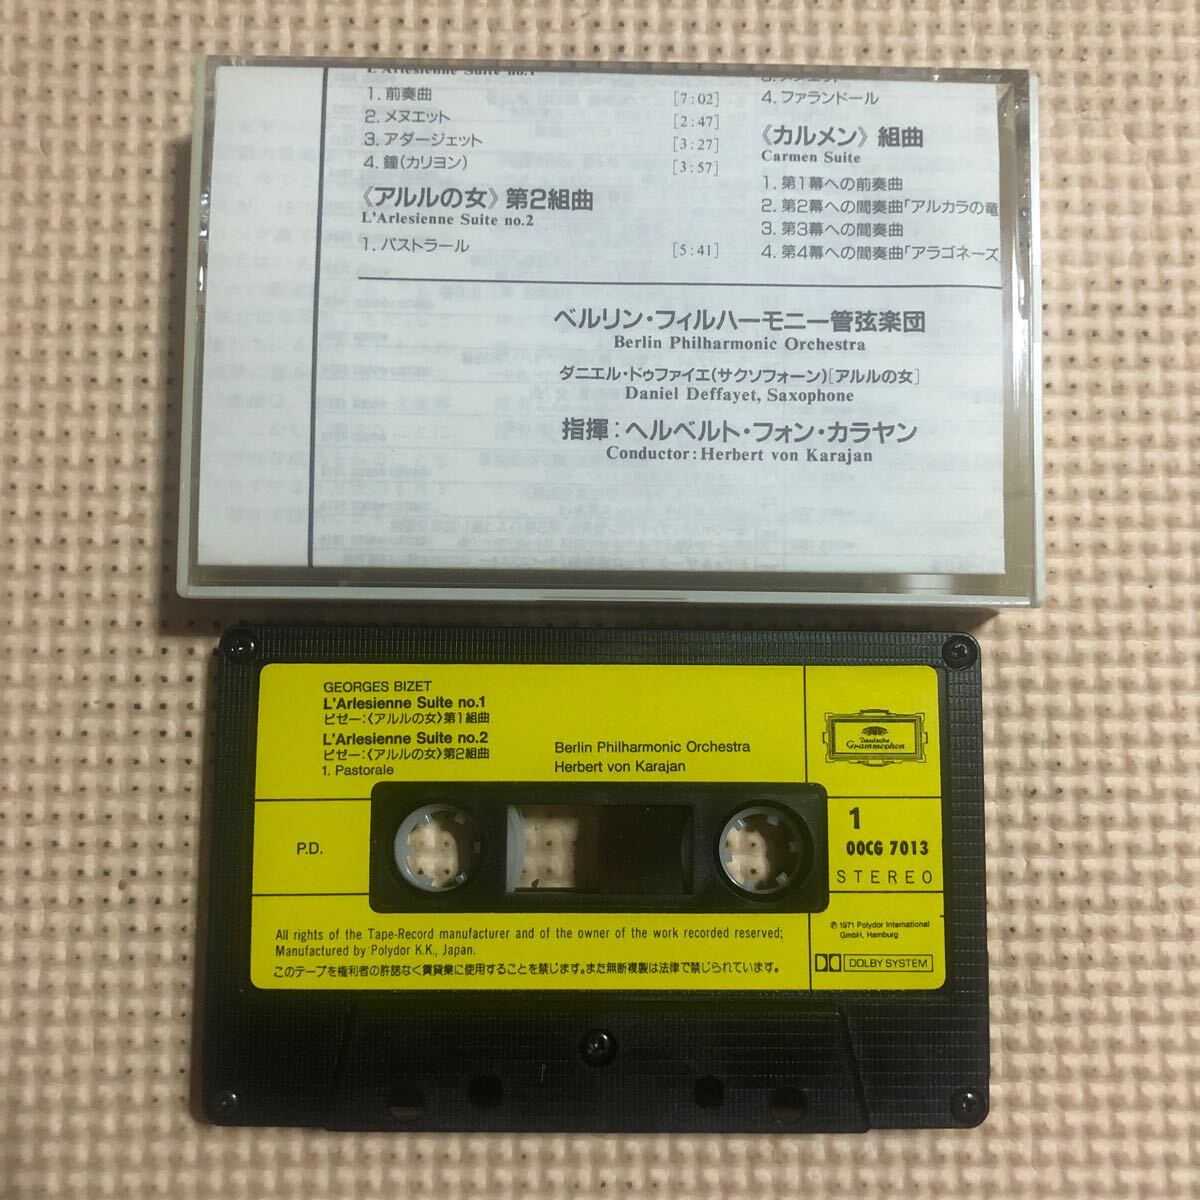 L'Arlesienne Suite no.1
1. 前奏曲 [7:02]
2. メヌエット [2:47]
3. アダージェット [3:27]
4. 鐘(カリヨン) [3:57]
《アルルの女》第2組曲
L'Arlesienne Suite no.2
1. パストラール [5:41]
3. メヌエット
4. ファランドール
《カルメン》組曲
Carmen Suite
1. 第1幕への前奏曲
2. 第2幕への間奏曲「アルカラの竜
3. 第3幕への間奏曲
4. 第4幕への間奏曲「アラゴネーズ」
ベルリン・フィルハーモニー管弦楽団
Berlin Philharmonic Orchestra
ダニエル・ドゥファイエ(サクソフォーン)[アルルの女]
Daniel Deffayet, Saxophone
指揮:ヘルベルト・フォン・カラヤン
Conductor: Herbert von Karajan
GEORGES BIZET
L'Arlesienne Suite no.1
ビゼー:〈アルルの女〉第1組曲
L'Arlesienne Suite no.2
ビゼー:〈アルルの女〉第2組曲
1. Pastorale
Berlin Philharmonic Orchestra
Herbert von Karajan
Deutsche
Grammophon
P.D.
1
00CG 7013
STEREO
All rights of the Tape-Record manufacturer and of the owner of the work recorded reserved;
Manufactured by Polydor K.K., Japan.
このテープを権利者の許諾なく賃貸業に使用することを禁じます。また無断複製は法律で禁じられています。
℗ 1971 Polydor International
GmbH, Hamburg
DOLBY SYSTEM